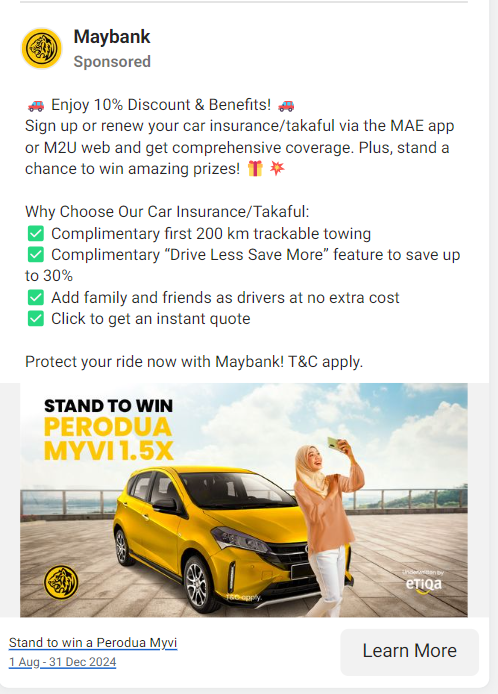 Maybank
Sponsored
🚗 Enjoy 10% Discount & Benefits! 🚗
Sign up or renew your car insurance/takaful via the MAE app
or M2U web and get comprehensive coverage. Plus, stand a
chance to win amazing prizes! 🎁 💥
Why Choose Our Car Insurance/Takaful:
✅ Complimentary first 200 km trackable towing
✅ Complimentary “Drive Less Save More” feature to save up
to 30%
✅ Add family and friends as drivers at no extra cost
✅ Click to get an instant quote
Protect your ride now with Maybank! T&C apply.
STAND TO WIN
PERODUA
MYVI 1.5X
Underwritten by
etiqa
T&C apply.
Stand to win a Perodua Myvi
1 Aug - 31 Dec 2024
Learn More